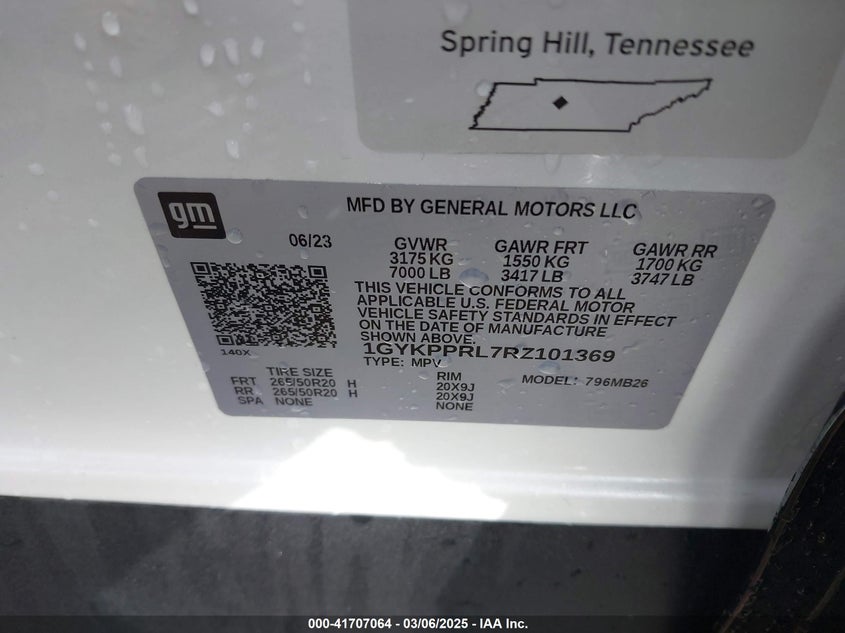 Spring Hill, Tennessee
gm
MFD BY GENERAL MOTORS LLC
06/23
GVWR GAWR FRT GAWR RR
3175 KG 1550 KG 1700 KG
7000 LB 3417 LB 3747 LB
THIS VEHICLE CONFORMS TO ALL
APPLICABLE U.S. FEDERAL MOTOR
VEHICLE SAFETY STANDARDS IN EFFECT
ON THE DATE OF MANUFACTURE
SHOWN ABOVE.
140X
1GYKPPRL7RZ101369
TYPE: MPV
TIRE SIZE RIM MODEL: 796MB26
FRT 265/50R20 H 20X9J
RR 265/50R20 H 20X9J
SPA NONE NONE
000-41707064 - 03/06/2025 - IAA Inc.